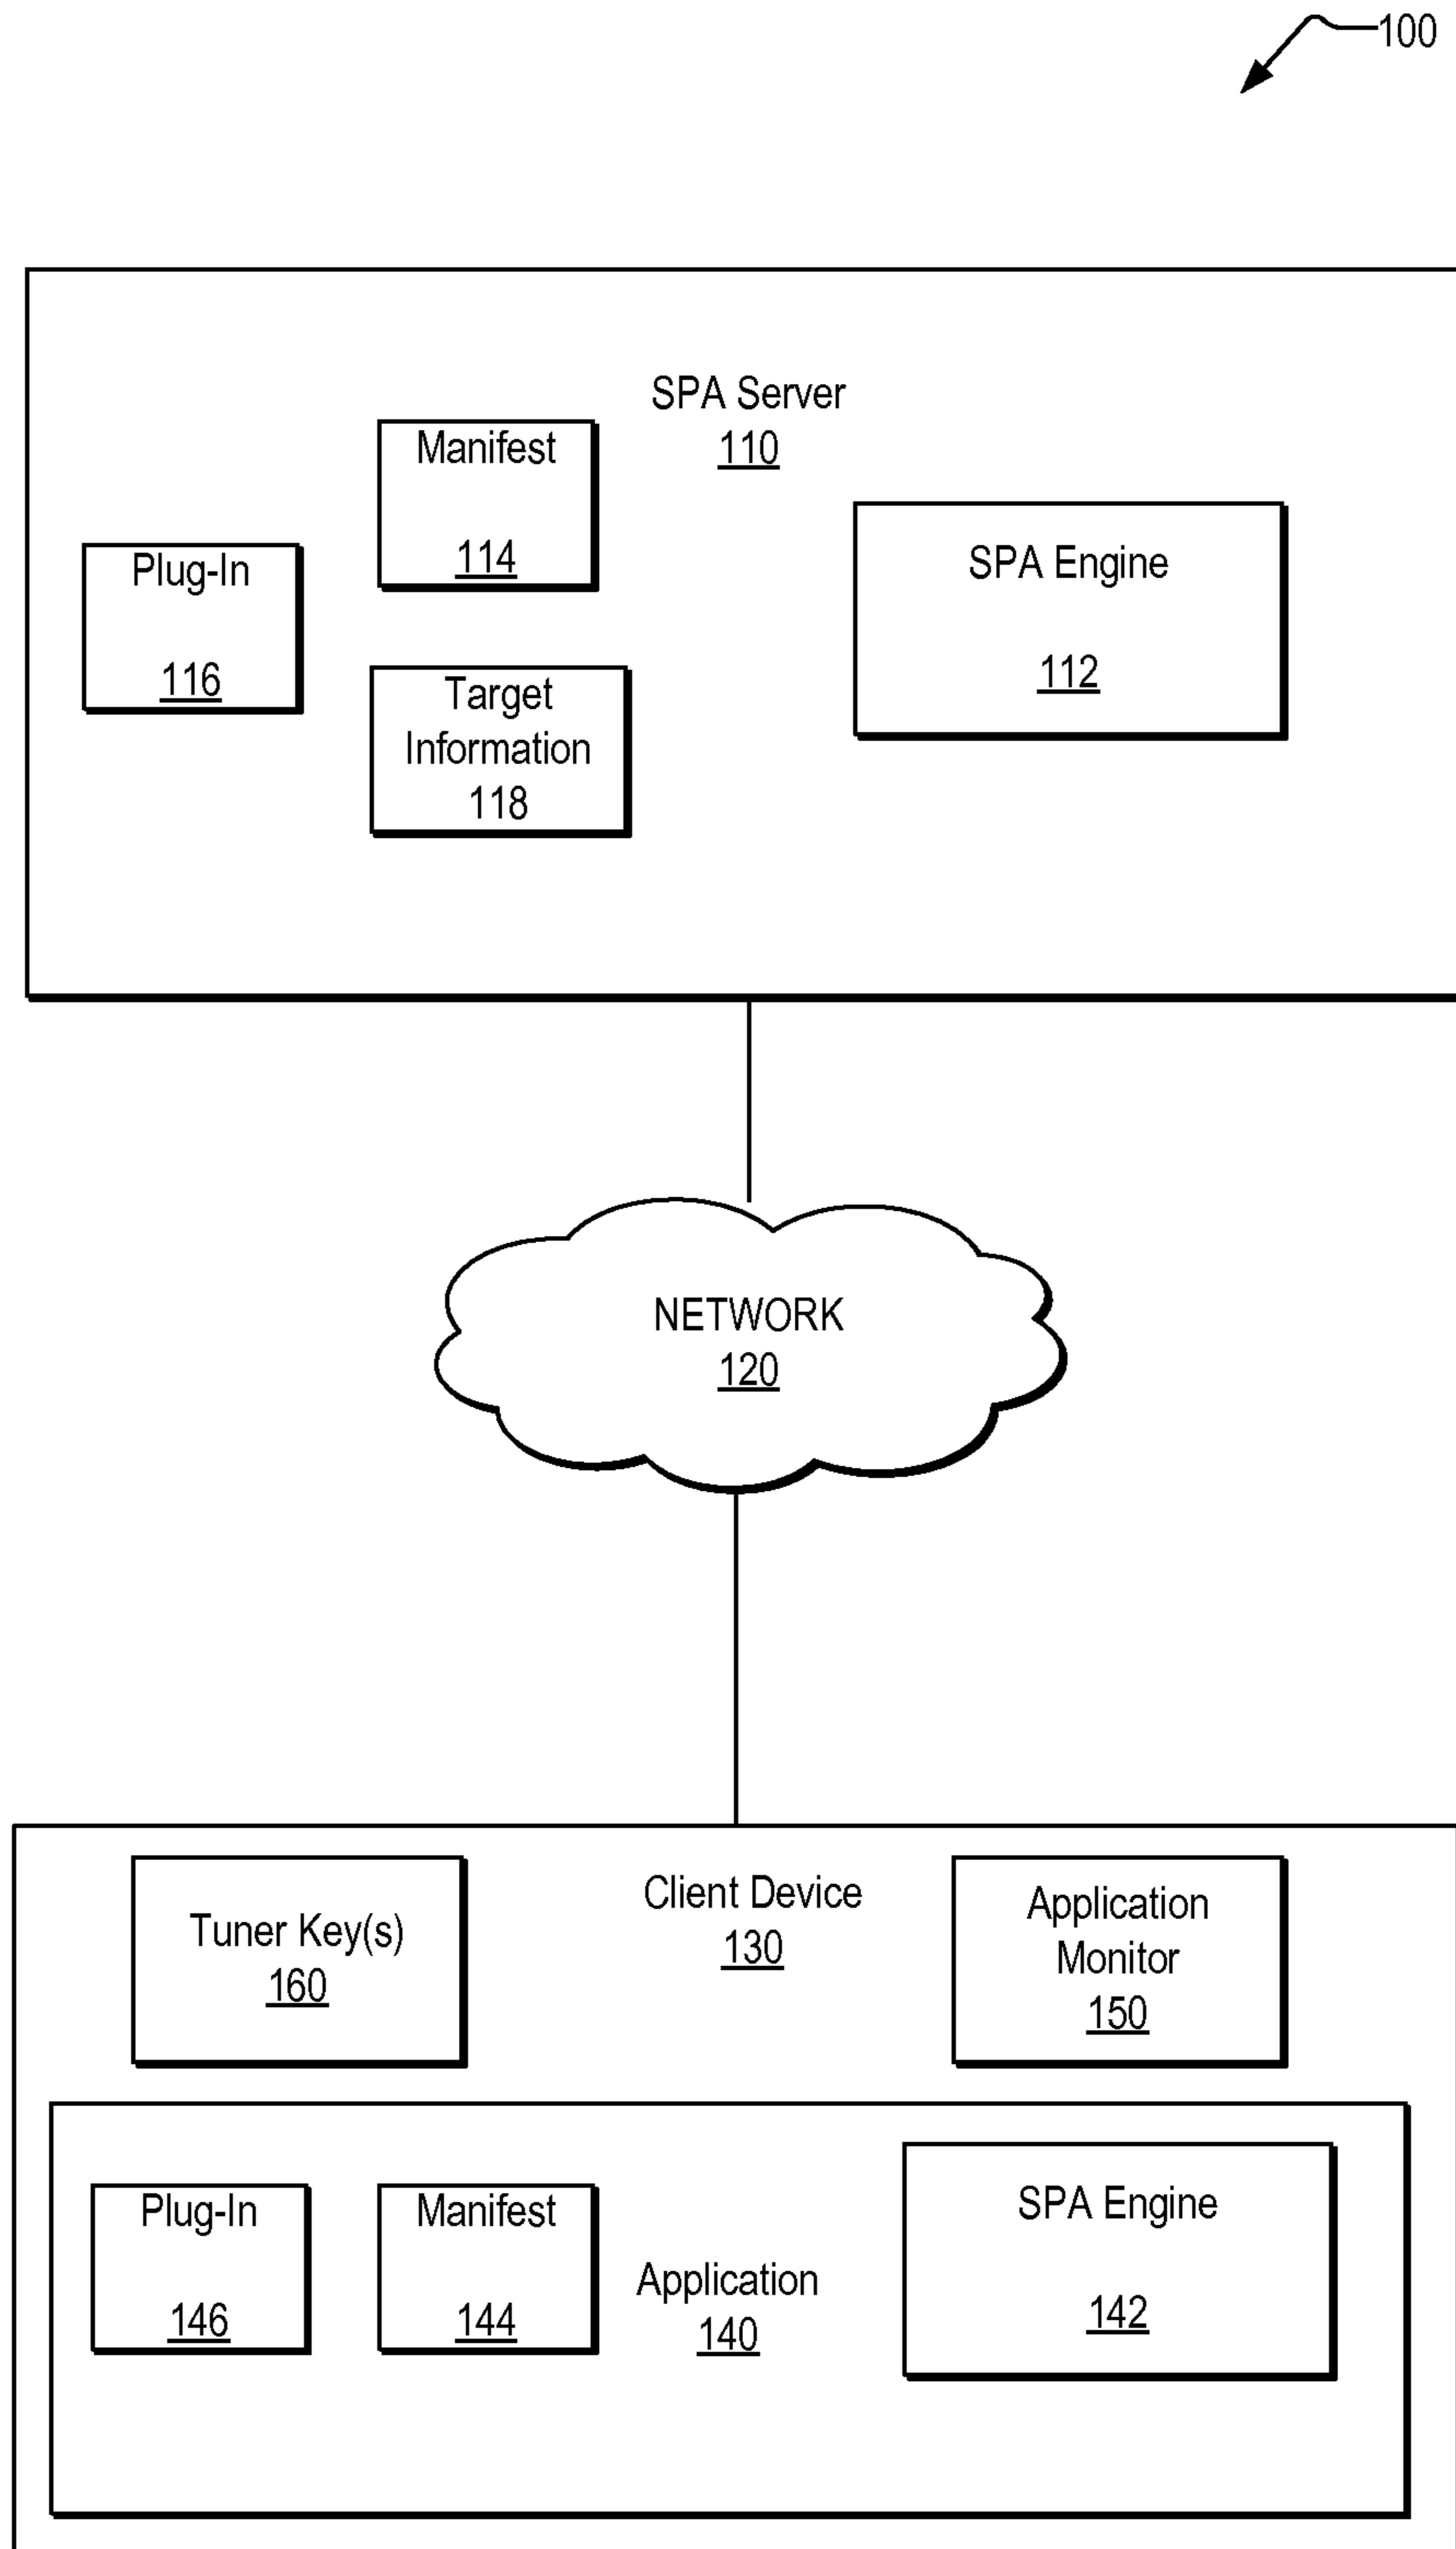 100
SPA Server
110
Manifest
114
Plug-In
116
SPA Engine
112
Target
Information
118
NETWORK
120
Client Device
130
Tuner Key(s)
160
Application
Monitor
150
Plug-In
146
Manifest
144
Application
140
SPA Engine
142